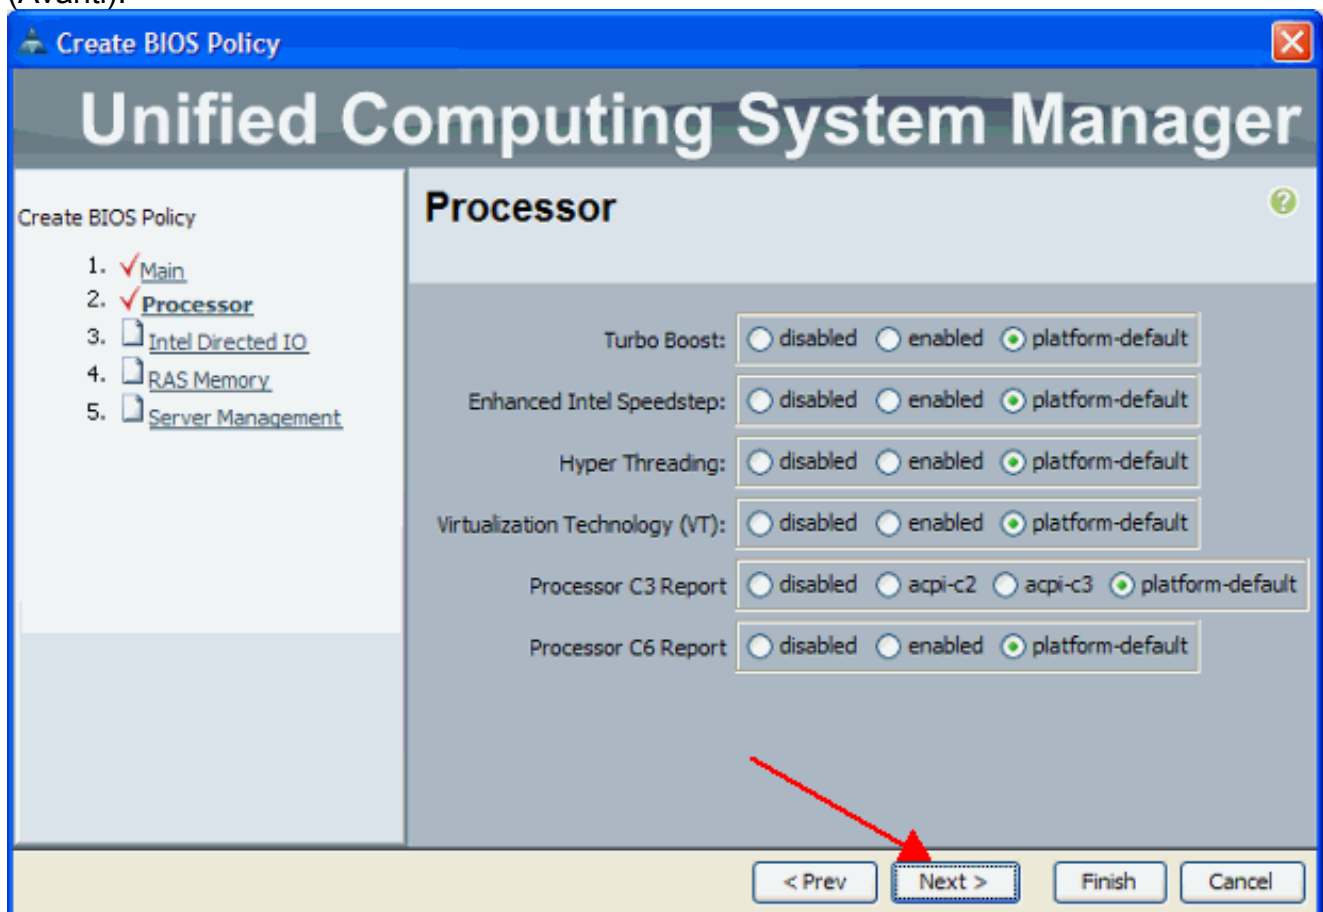 (Avanti).
Create BIOS Policy
Unified Computing System Manager
Create BIOS Policy
1. Main
2. Processor
3. Intel Directed IO
4. RAS Memory
5. Server Management
Processor
Turbo Boost: disabled enabled platform-default
Enhanced Intel Speedstep: disabled enabled platform-default
Hyper Threading: disabled enabled platform-default
Virtualization Technology (VT): disabled enabled platform-default
Processor C3 Report disabled acpi-c2 acpi-c3 platform-default
Processor C6 Report disabled enabled platform-default
< Prev Next > Finish Cancel